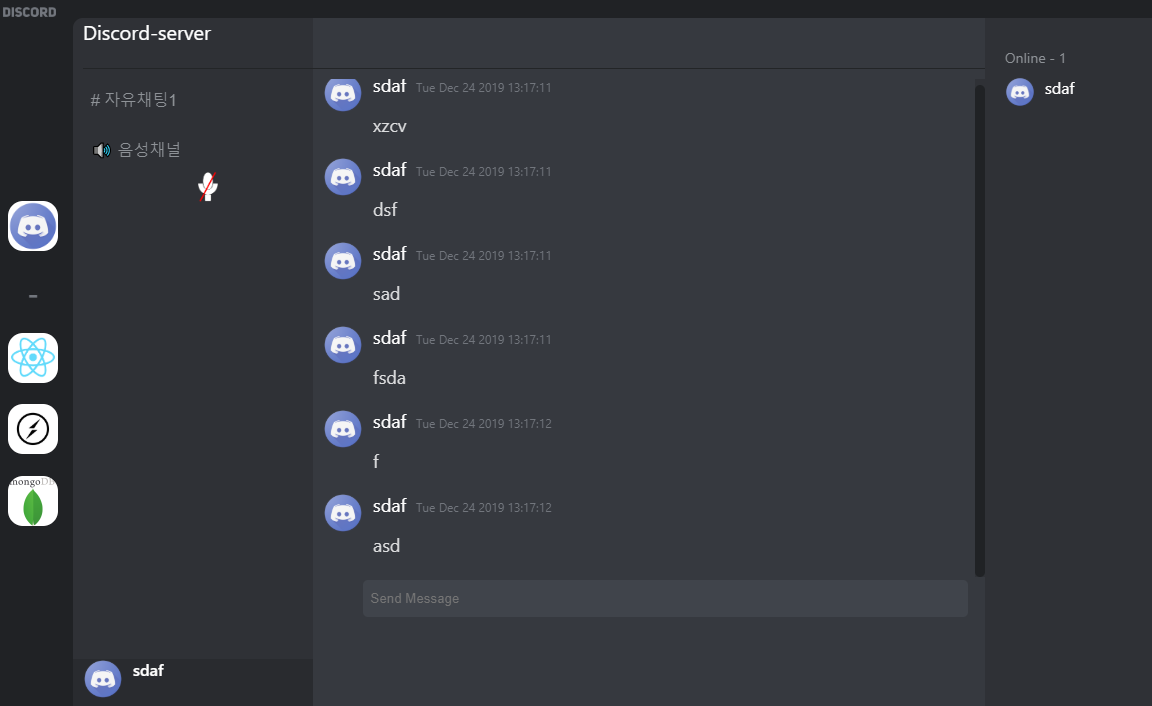 DISCORD
Discord-server
# 자유채팅1
음성채널
sdaf
mongoDB
sdaf Tue Dec 24 2019 13:17:11
xzcv
sdaf Tue Dec 24 2019 13:17:11
dsf
sdaf Tue Dec 24 2019 13:17:11
sad
sdaf Tue Dec 24 2019 13:17:11
fsda
sdaf Tue Dec 24 2019 13:17:12
f
sdaf Tue Dec 24 2019 13:17:12
asd
Send Message
Online - 1
sdaf